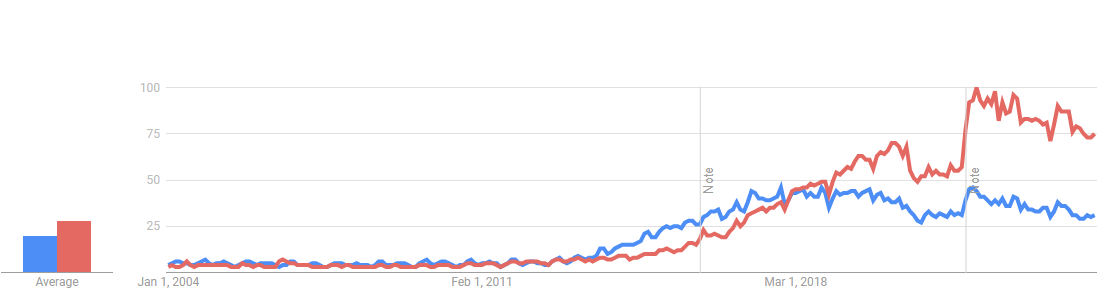 100
75
50
25
Note
Note
Average
Jan 1, 2004
Feb 1, 2011
Mar 1, 2018